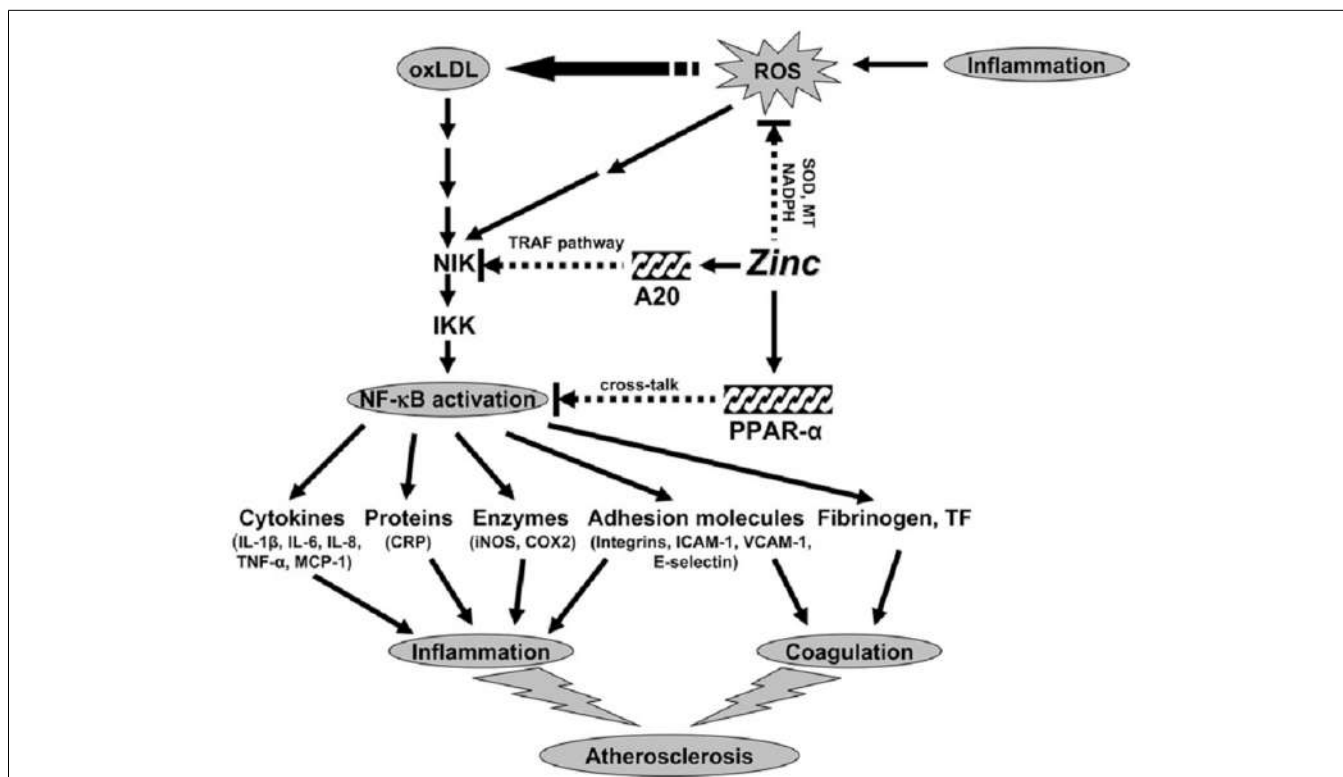 oxLDL
ROS
Inflammation
SOD, MT
NADPH
TRAF pathway
NIK
Zinc
A20
IKK
cross-talk
NF-κB activation
PPAR-α
Cytokines
(IL-1β, IL-6, IL-8,
TNF-α, MCP-1)
Proteins
(CRP)
Enzymes
(iNOS, COX2)
Adhesion molecules
(Integrins, ICAM-1, VCAM-1,
E-selectin)
Fibrinogen, TF
Inflammation
Coagulation
Atherosclerosis